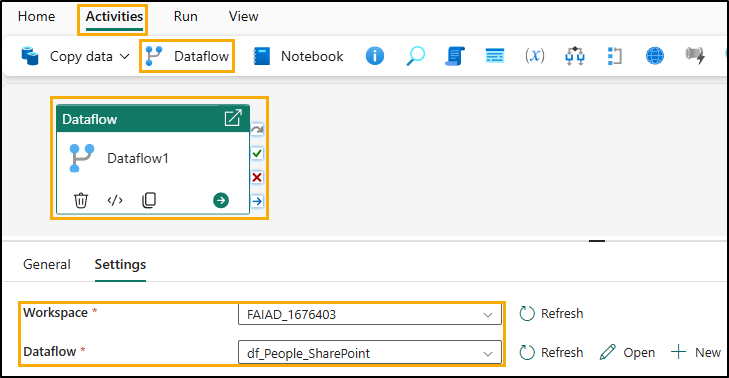 Home Activities Run View
Copy data Dataflow Notebook (x)
Dataflow
Dataflow1
</>
General Settings
Workspace * FAIAD_1676403 Refresh
Dataflow * df_People_SharePoint Refresh Open + New